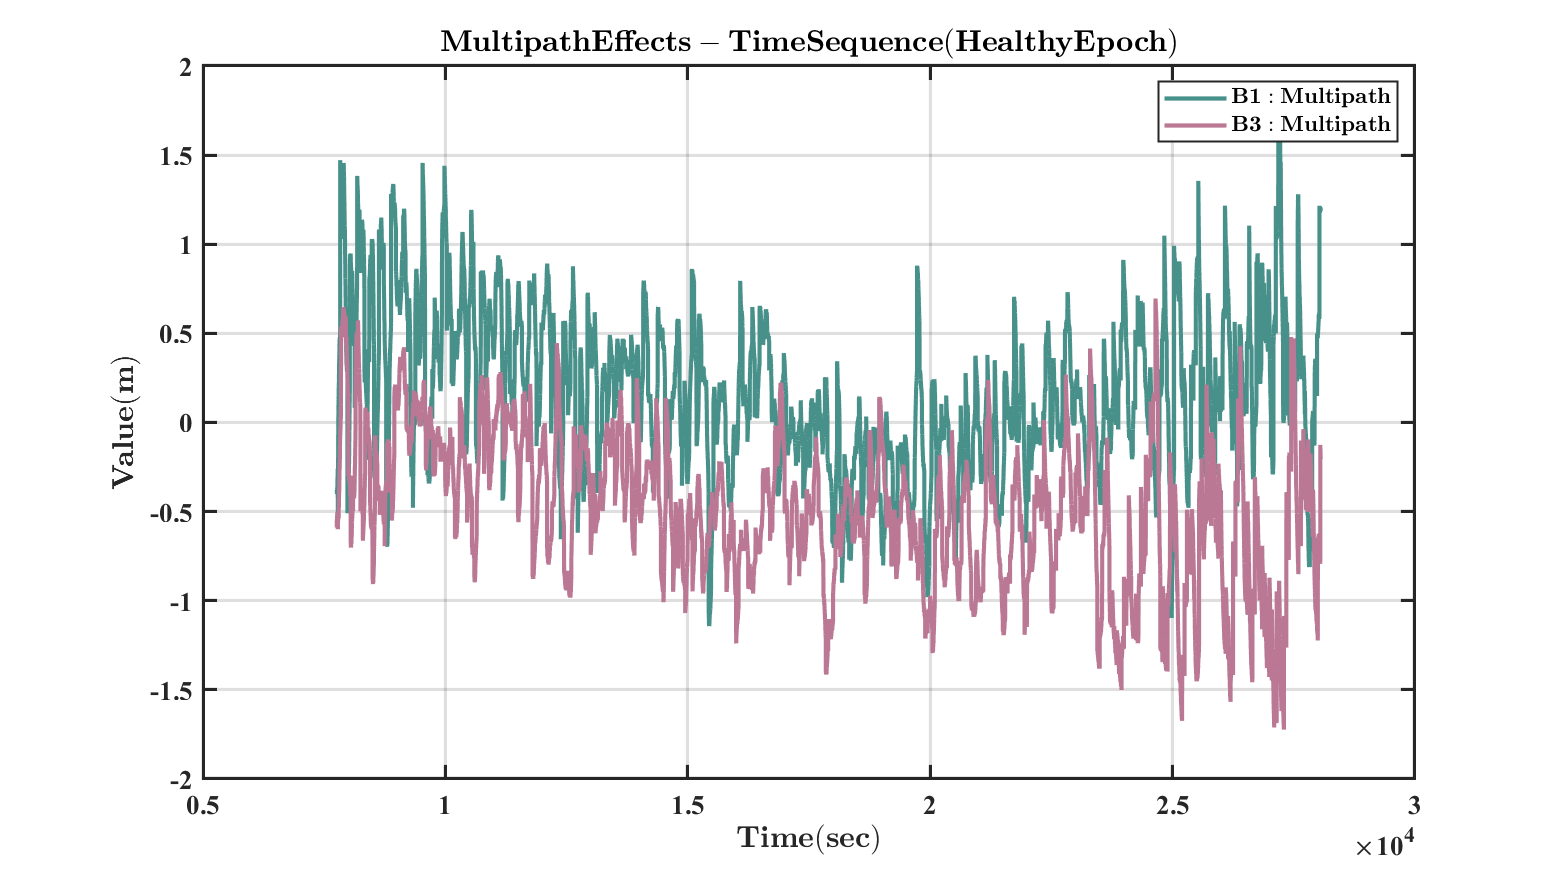 MultipathEffects – TimeSequence(HealthyEpoch)
B1 : Multipath
B3 : Multipath
Value(m)
2
1.5
1
0.5
0
-0.5
-1
-1.5
-2
0.5 1 1.5 2 2.5 3
Time(sec)
×10⁴